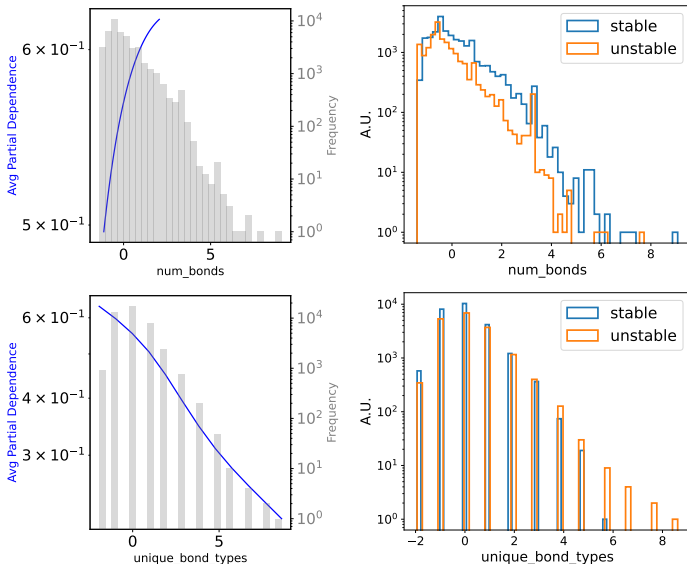 Avg Partial Dependence
6 × 10⁻¹
5 × 10⁻¹
10⁴
10³
10²
10¹
10⁰
Frequency
0
5
num_bonds
A.U.
10³
10²
10¹
10⁰
stable
unstable
0
2
4
6
8
num_bonds
Avg Partial Dependence
6 × 10⁻¹
4 × 10⁻¹
3 × 10⁻¹
10⁴
10³
10²
10¹
10⁰
Frequency
0
5
unique_bond_types
A.U.
10⁴
10³
10²
10¹
10⁰
stable
unstable
−2
0
2
4
6
8
unique_bond_types